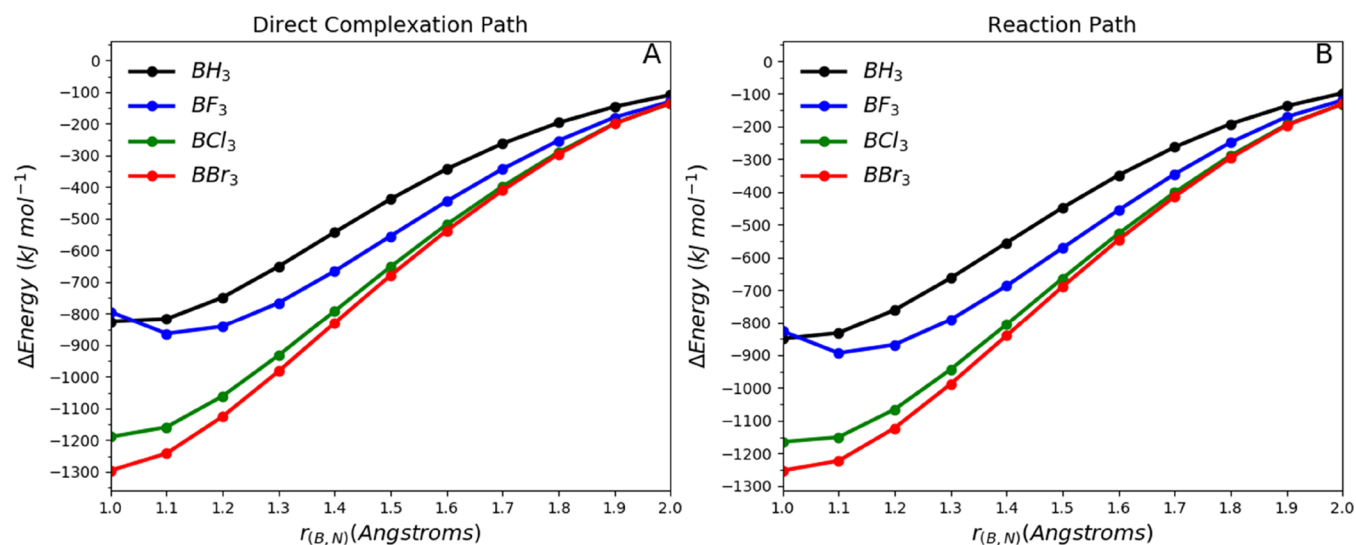 Direct Complexation Path
A
BH₃
BF₃
BCl₃
BBr₃
0
−100
−200
−300
−400
−500
−600
−700
−800
−900
−1000
−1100
−1200
−1300
ΔEnergy (kJ mol⁻¹)
1.0 1.1 1.2 1.3 1.4 1.5 1.6 1.7 1.8 1.9 2.0
r(B, N)(Angstroms)
Reaction Path
B
BH₃
BF₃
BCl₃
BBr₃
0
−100
−200
−300
−400
−500
−600
−700
−800
−900
−1000
−1100
−1200
−1300
ΔEnergy (kJ mol⁻¹)
1.0 1.1 1.2 1.3 1.4 1.5 1.6 1.7 1.8 1.9 2.0
r(B, N)(Angstroms)